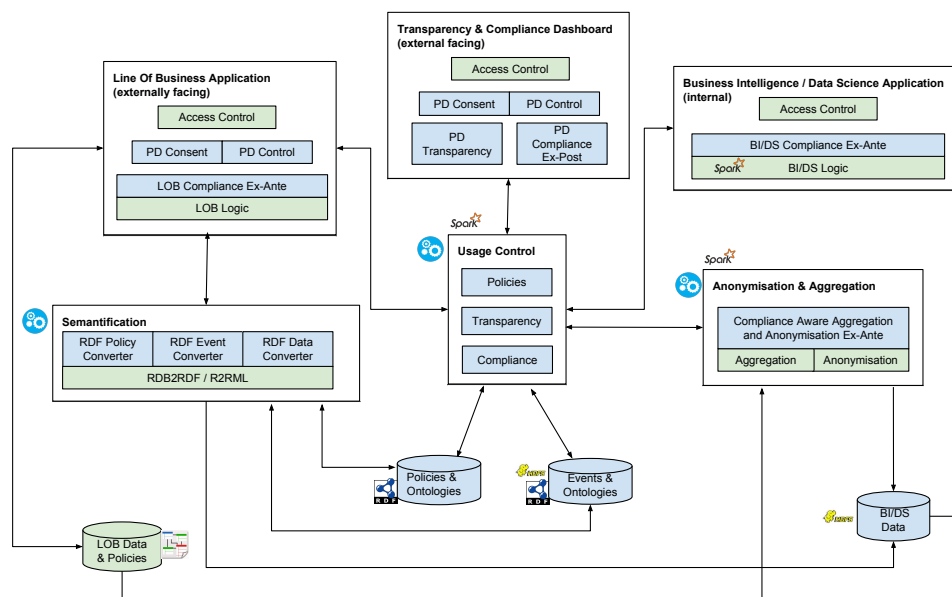 Transparency & Compliance Dashboard
(external facing)
Access Control
PD Consent
PD Control
PD
Transparency
PD
Compliance
Ex-Post
Line Of Business Application
(externally facing)
Access Control
PD Consent
PD Control
LOB Compliance Ex-Ante
LOB Logic
Business Intelligence / Data Science Application
(internal)
Access Control
BI/DS Compliance Ex-Ante
Spark
BI/DS Logic
Spark
Usage Control
Policies
Transparency
Compliance
Spark
Anonymisation & Aggregation
Compliance Aware Aggregation
and Anonymisation Ex-Ante
Aggregation
Anonymisation
Semantification
RDF Policy
Converter
RDF Event
Converter
RDF Data
Converter
RDB2RDF / R2RML
Policies &
Ontologies
RDF
HDFS
Events &
Ontologies
RDF
HDFS
BI/DS
Data
LOB Data
& Policies